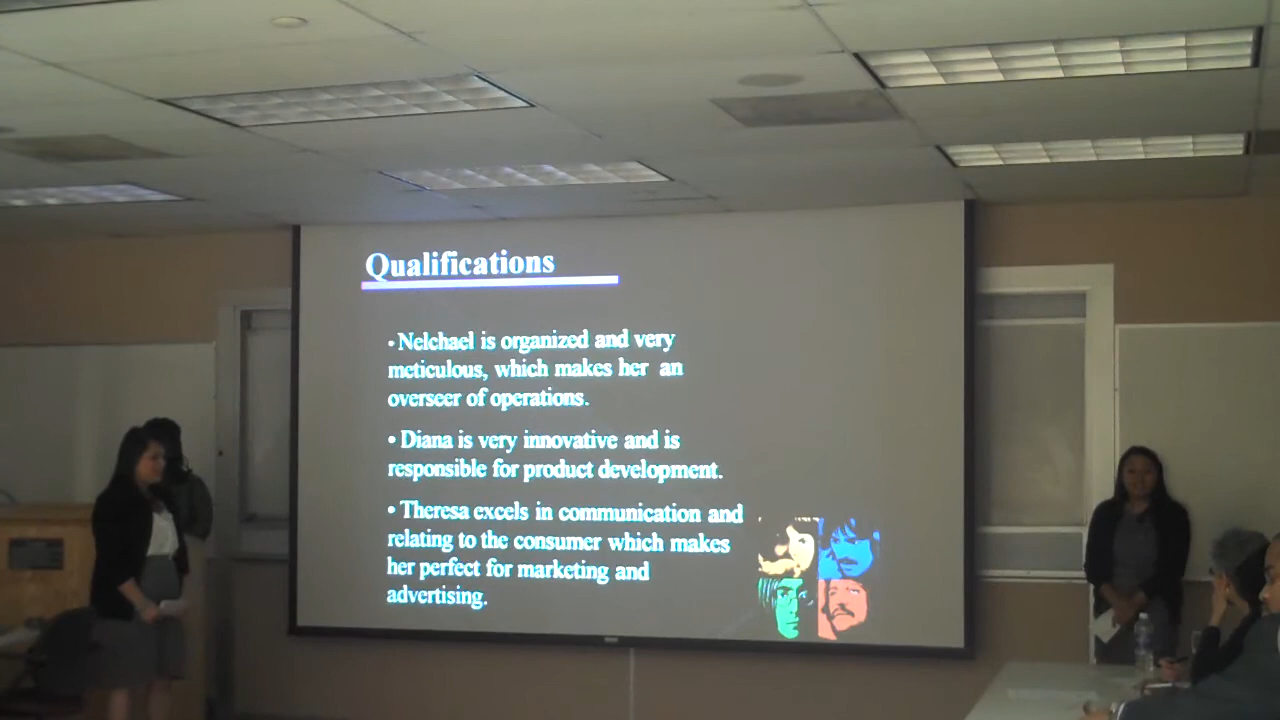 Qualifications
• Nelchael is organized and very
meticulous, which makes her an
overseer of operations.
• Diana is very innovative and is
responsible for product development.
• Theresa excels in communication and
relating to the consumer which makes
her perfect for marketing and
advertising.